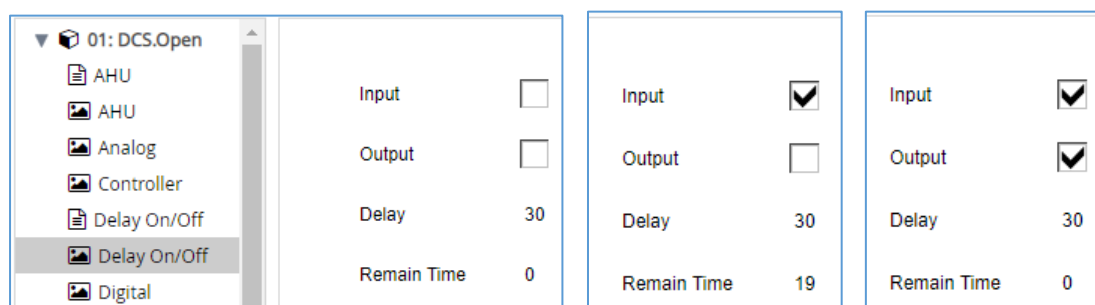 01: DCS.Open
AHU
AHU
Analog
Controller
Delay On/Off
Delay On/Off
Digital
Input
Output
Delay 30
Remain Time 0
Input
Output
Delay 30
Remain Time 19
Input
Output
Delay 30
Remain Time 0